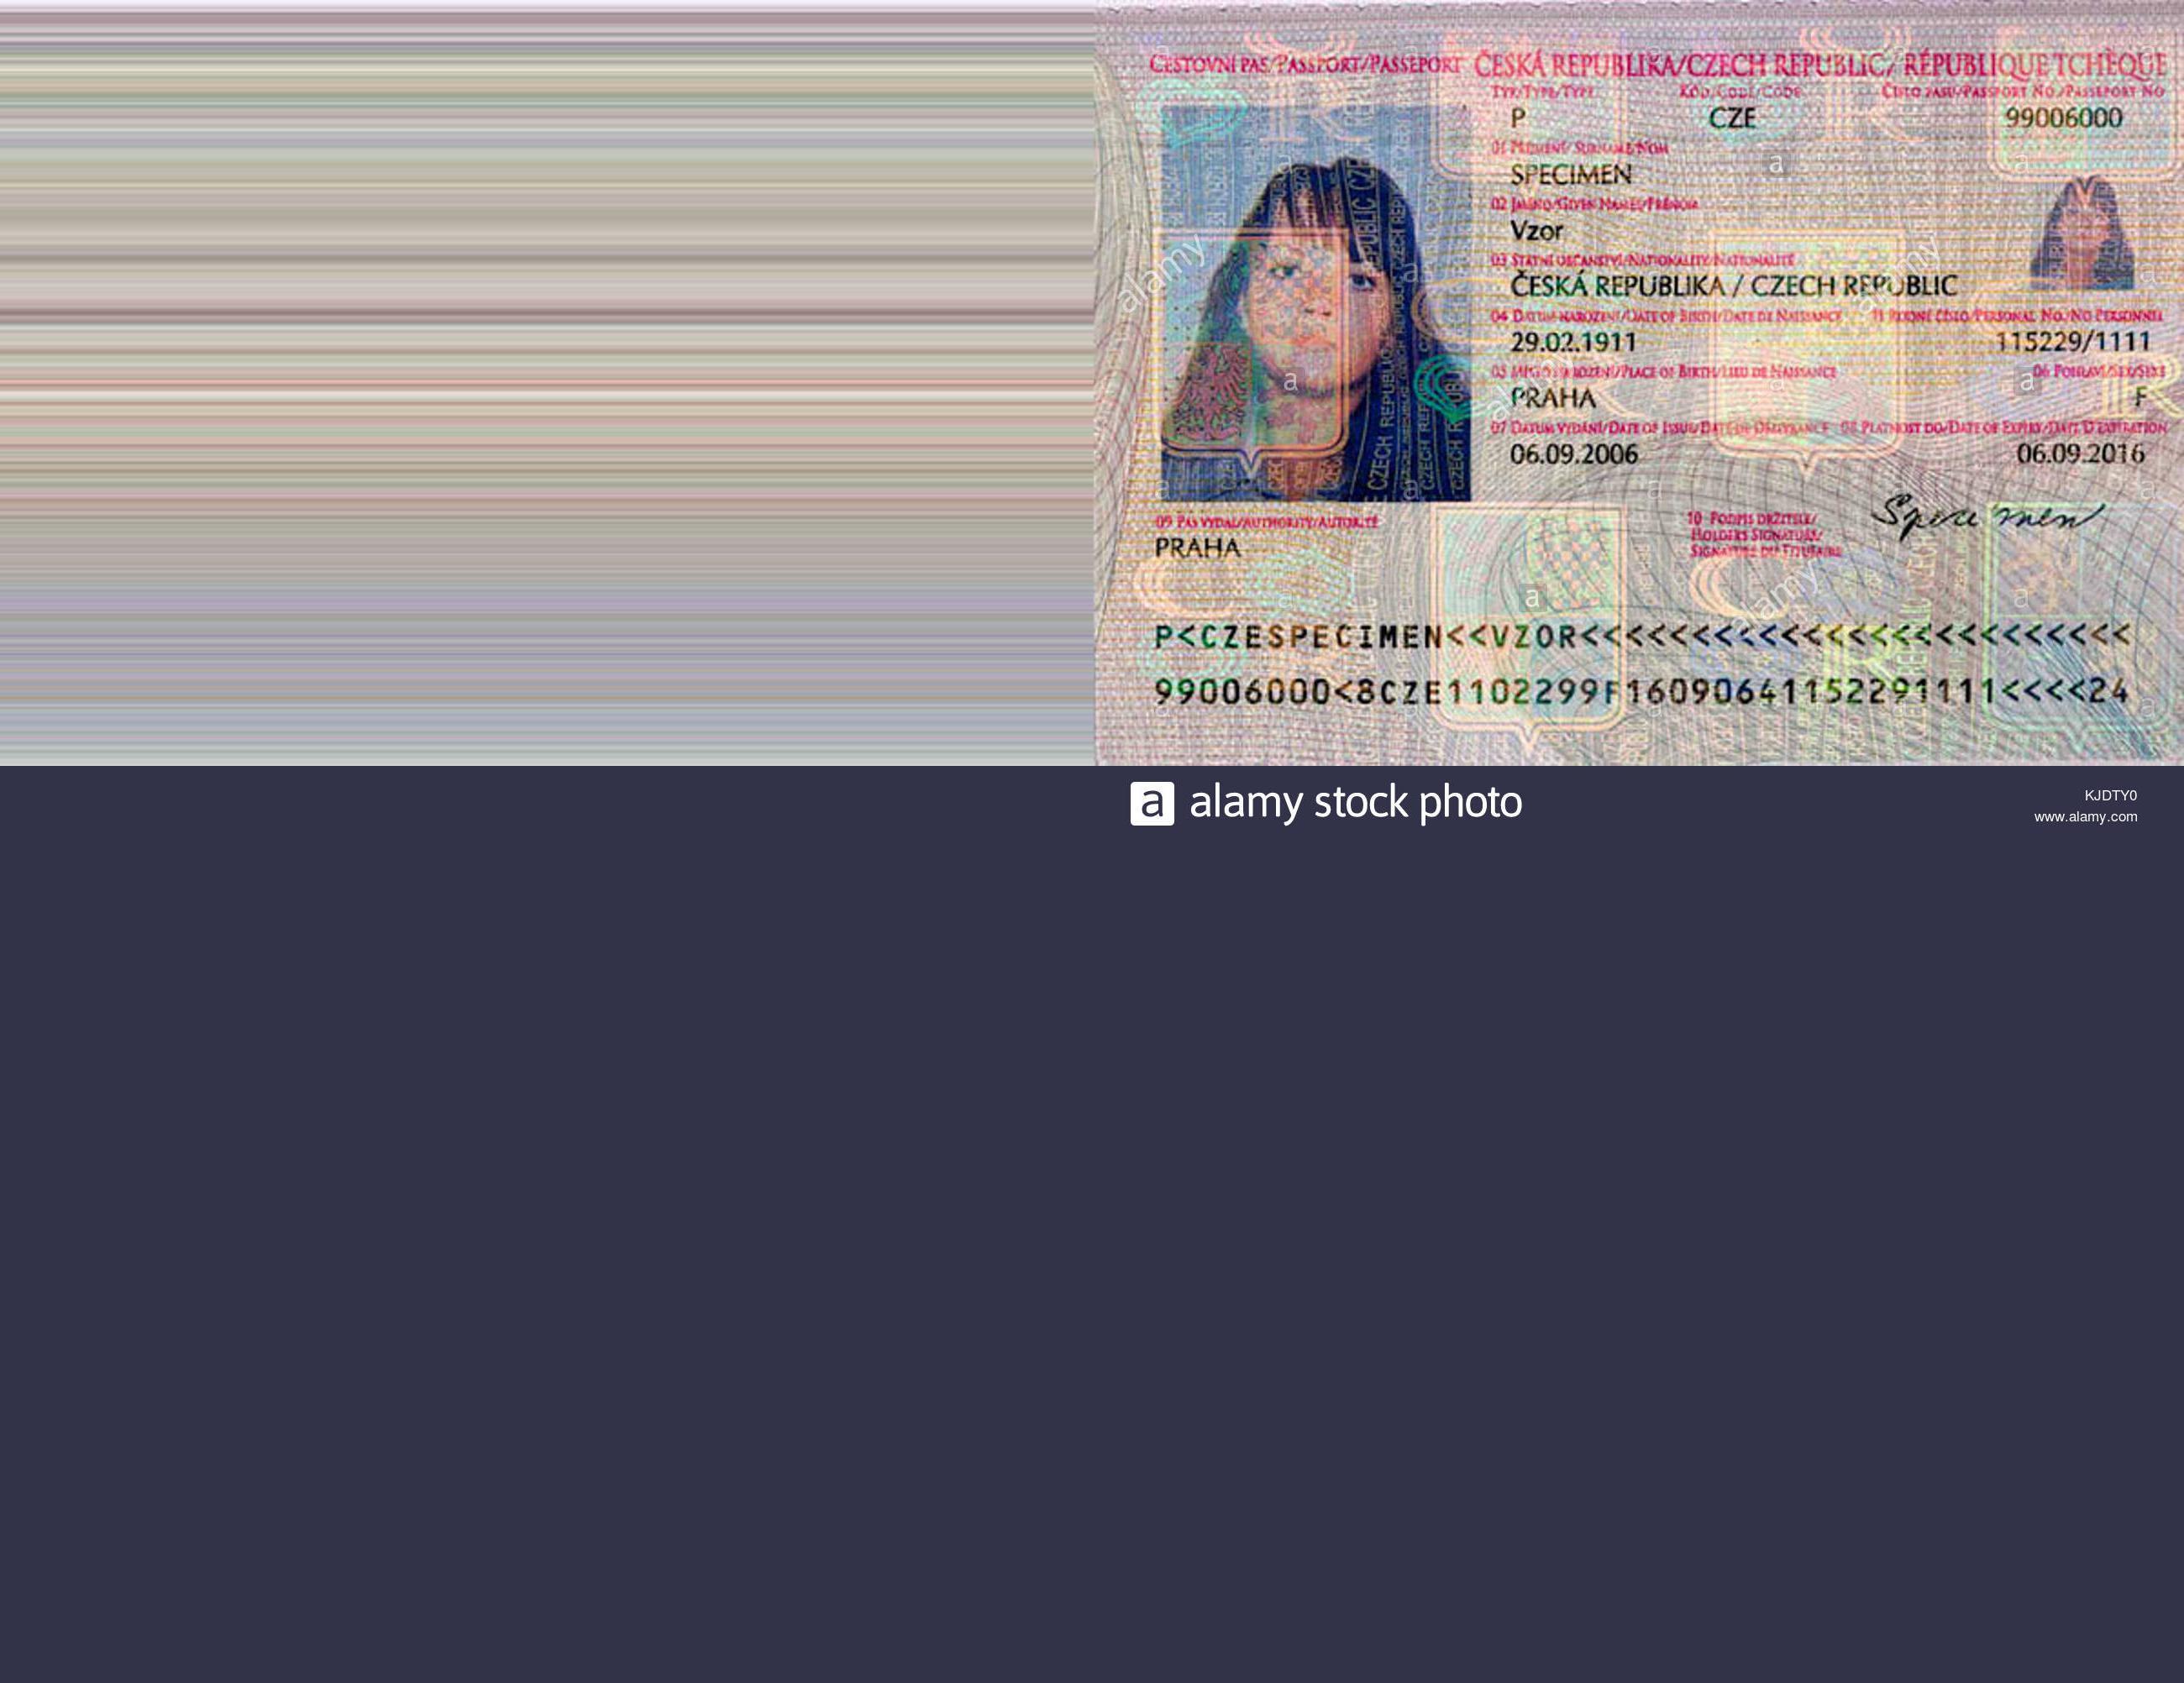 CESTOVNÍ PAS/PASSPORT/PASSEPORT ČESKÁ REPUBLIKA/CZECH REPUBLIC/ RÉPUBLIQUE TCHÈQUE
TYP/TYPE/TYPE KÓD/CODE/CODE ČÍSLO PASU/PASSPORT NO./PASSEPORT NO
P CZE 99006000
01 PŘÍJMENÍ/ SURNAME/NOM
SPECIMEN
02 JMÉNO/GIVEN NAMES/PRÉNOM
Vzor
03 STÁTNÍ OBČANSTVÍ/NATIONALITY/NATIONALITÉ
ČESKÁ REPUBLIKA / CZECH REPUBLIC
04 DATUM NAROZENÍ/DATE OF BIRTH/DATE DE NAISSANCE 11 RODNÉ ČÍSLO/PERSONAL NO./NO PERSONNEL
29.02.1911 115229/1111
05 MÍSTO NAROZENÍ/PLACE OF BIRTH/LIEU DE NAISSANCE 06 POHLAVÍ/SEX/SEXE
PRAHA F
07 DATUM VYDÁNÍ/DATE OF ISSUE/DATE DE DÉLIVRANCE 08 PLATNOST DO/DATE OF EXPIRY/DATE D'EXPIRATION
06.09.2006 06.09.2016
09 PAS VYDAL/AUTHORITY/AUTORITÉ
PRAHA
10 PODPIS DRŽITELE/
HOLDERS SIGNATURE/
SIGNATURE DU TITULAIRE
Specimen
P<CZESPECIMEN<<VZOR<<<<<<<<<<<<<<<<<<<<<<<<<
99006000<8CZE1102299F16090641152291111<<<<24
a alamy stock photo
KJDTY0
www.alamy.com